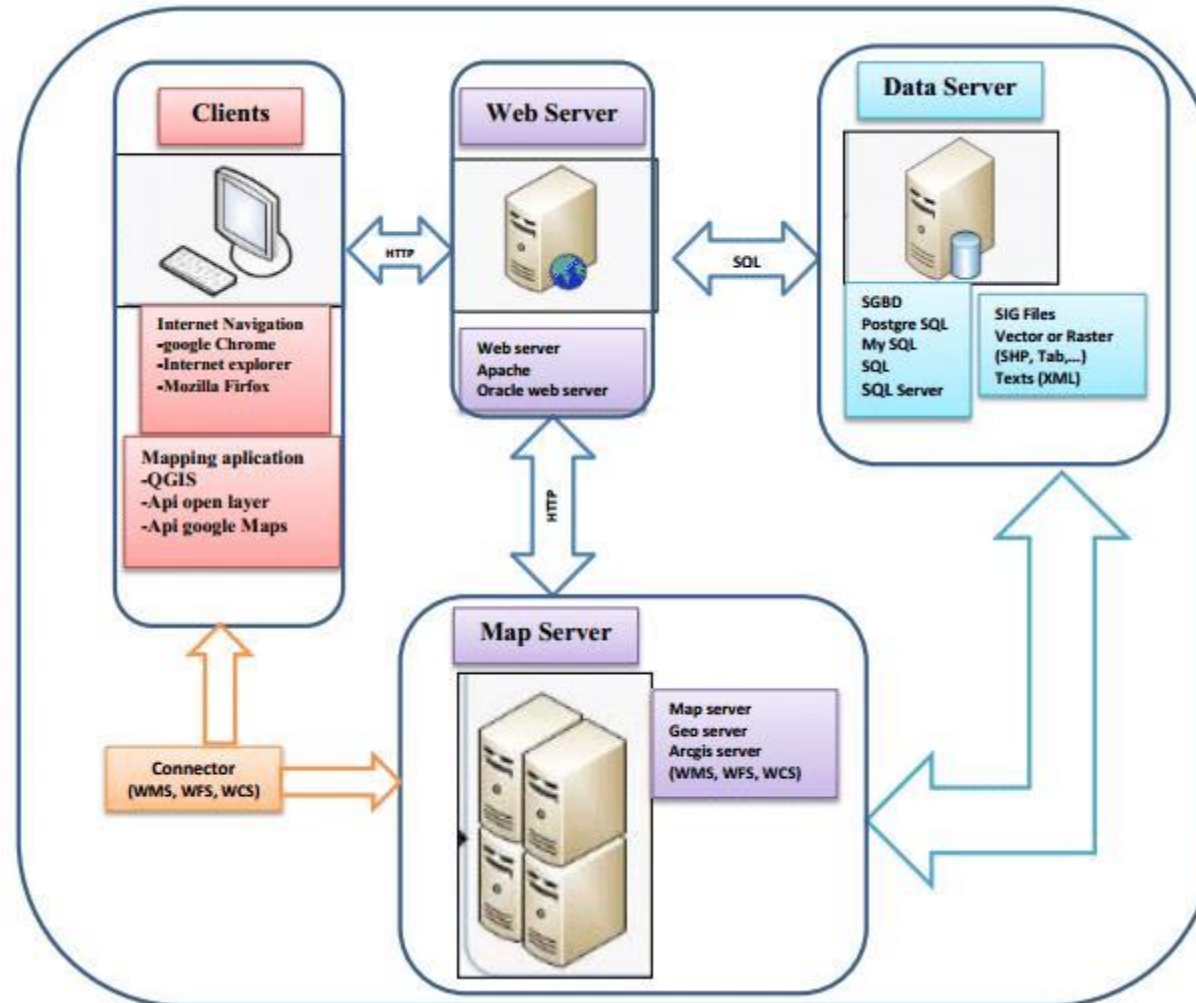 Clients
Internet Navigation
-google Chrome
-Internet explorer
-Mozilla Firfox
Mapping aplication
-QGIS
-Api open layer
-Api google Maps
HTTP
Web Server
Web server
Apache
Oracle web server
SQL
Data Server
SGBD
Postgre SQL
My SQL
SQL
SQL Server
SIG Files
Vector or Raster
(SHP, Tab,...)
Texts (XML)
HTTP
Map Server
Map server
Geo server
Arcgis server
(WMS, WFS, WCS)
Connector
(WMS, WFS, WCS)